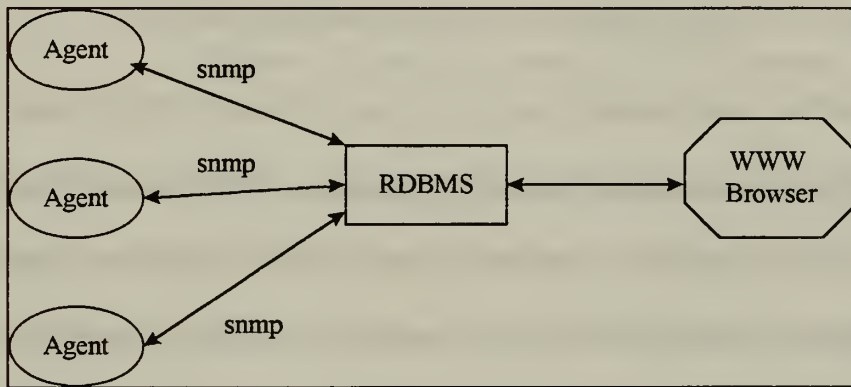 Agent
snmp
snmp
Agent
RDBMS
WWW
Browser
snmp
Agent